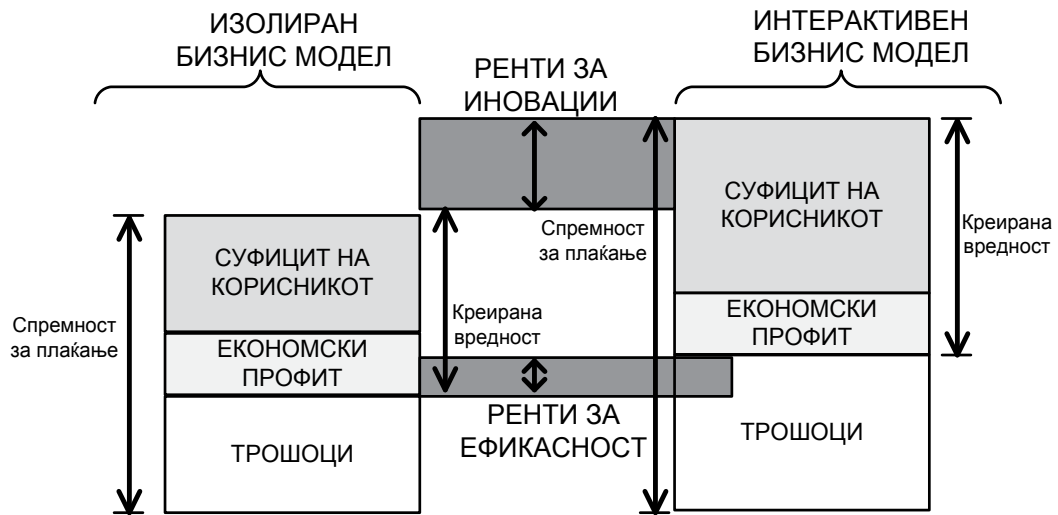 ИЗОЛИРАН
БИЗНИС МОДЕЛ
РЕНТИ ЗА
ИНОВАЦИИ
ИНТЕРАКТИВЕН
БИЗНИС МОДЕЛ
СУФИЦИТ НА
КОРИСНИКОТ
ЕКОНОМСКИ
ПРОФИТ
ТРОШОЦИ
Спремност
за плаќање
Креирана
вредност
Спремност
за плаќање
РЕНТИ ЗА
ЕФИКАСНОСТ
СУФИЦИТ НА
КОРИСНИКОТ
ЕКОНОМСКИ
ПРОФИТ
ТРОШОЦИ
Креирана
вредност